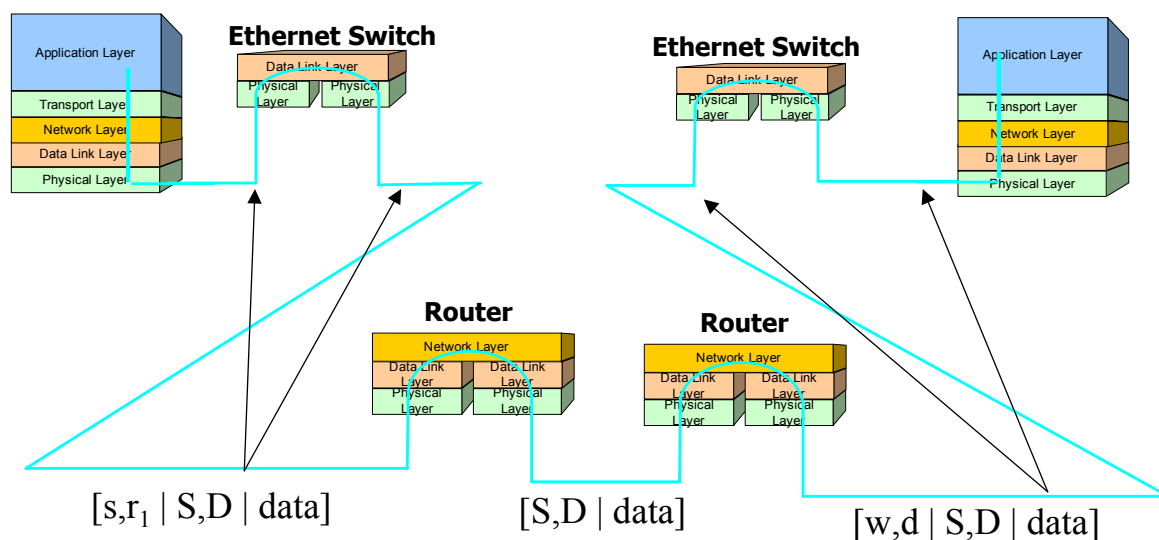 Ethernet Switch
Application Layer
Data Link Layer
Physical
Layer
Physical
Layer
Transport Layer
Network Layer
Data Link Layer
Physical Layer
Ethernet Switch
Data Link Layer
Physical
Layer
Physical
Layer
Application Layer
Transport Layer
Network Layer
Data Link Layer
Physical Layer
Router
Network Layer
Data Link
Layer
Data Link
Layer
Physical
Layer
Physical
Layer
Router
Network Layer
Data Link
Layer
Data Link
Layer
Physical
Layer
Physical
Layer
[s,r₁ | S,D | data]
[S,D | data]
[w,d | S,D | data]